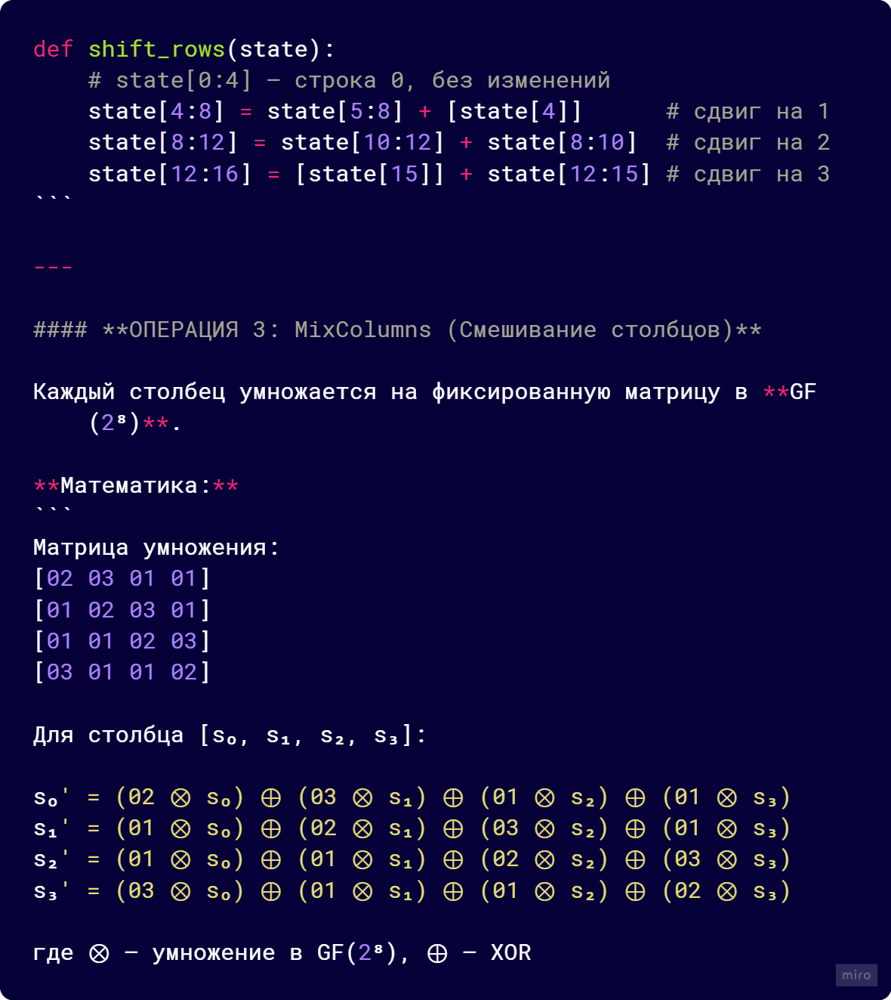 def shift_rows(state):
    # state[0:4] — строка 0, без изменений
    state[4:8] = state[5:8] + [state[4]]      # сдвиг на 1
    state[8:12] = state[10:12] + state[8:10]  # сдвиг на 2
    state[12:16] = [state[15]] + state[12:15] # сдвиг на 3
```
---
#### **ОПЕРАЦИЯ 3: MixColumns (Смешивание столбцов)**
Каждый столбец умножается на фиксированную матрицу в **GF
    (2⁸)**.
**Математика:**
```
Матрица умножения:
[02 03 01 01]
[01 02 03 01]
[01 01 02 03]
[03 01 01 02]
Для столбца [s₀, s₁, s₂, s₃]:
s₀' = (02 ⊗ s₀) ⊕ (03 ⊗ s₁) ⊕ (01 ⊗ s₂) ⊕ (01 ⊗ s₃)
s₁' = (01 ⊗ s₀) ⊕ (02 ⊗ s₁) ⊕ (03 ⊗ s₂) ⊕ (01 ⊗ s₃)
s₂' = (01 ⊗ s₀) ⊕ (01 ⊗ s₁) ⊕ (02 ⊗ s₂) ⊕ (03 ⊗ s₃)
s₃' = (03 ⊗ s₀) ⊕ (01 ⊗ s₁) ⊕ (01 ⊗ s₂) ⊕ (02 ⊗ s₃)
где ⊗ — умножение в GF(2⁸), ⊕ — XOR
miro